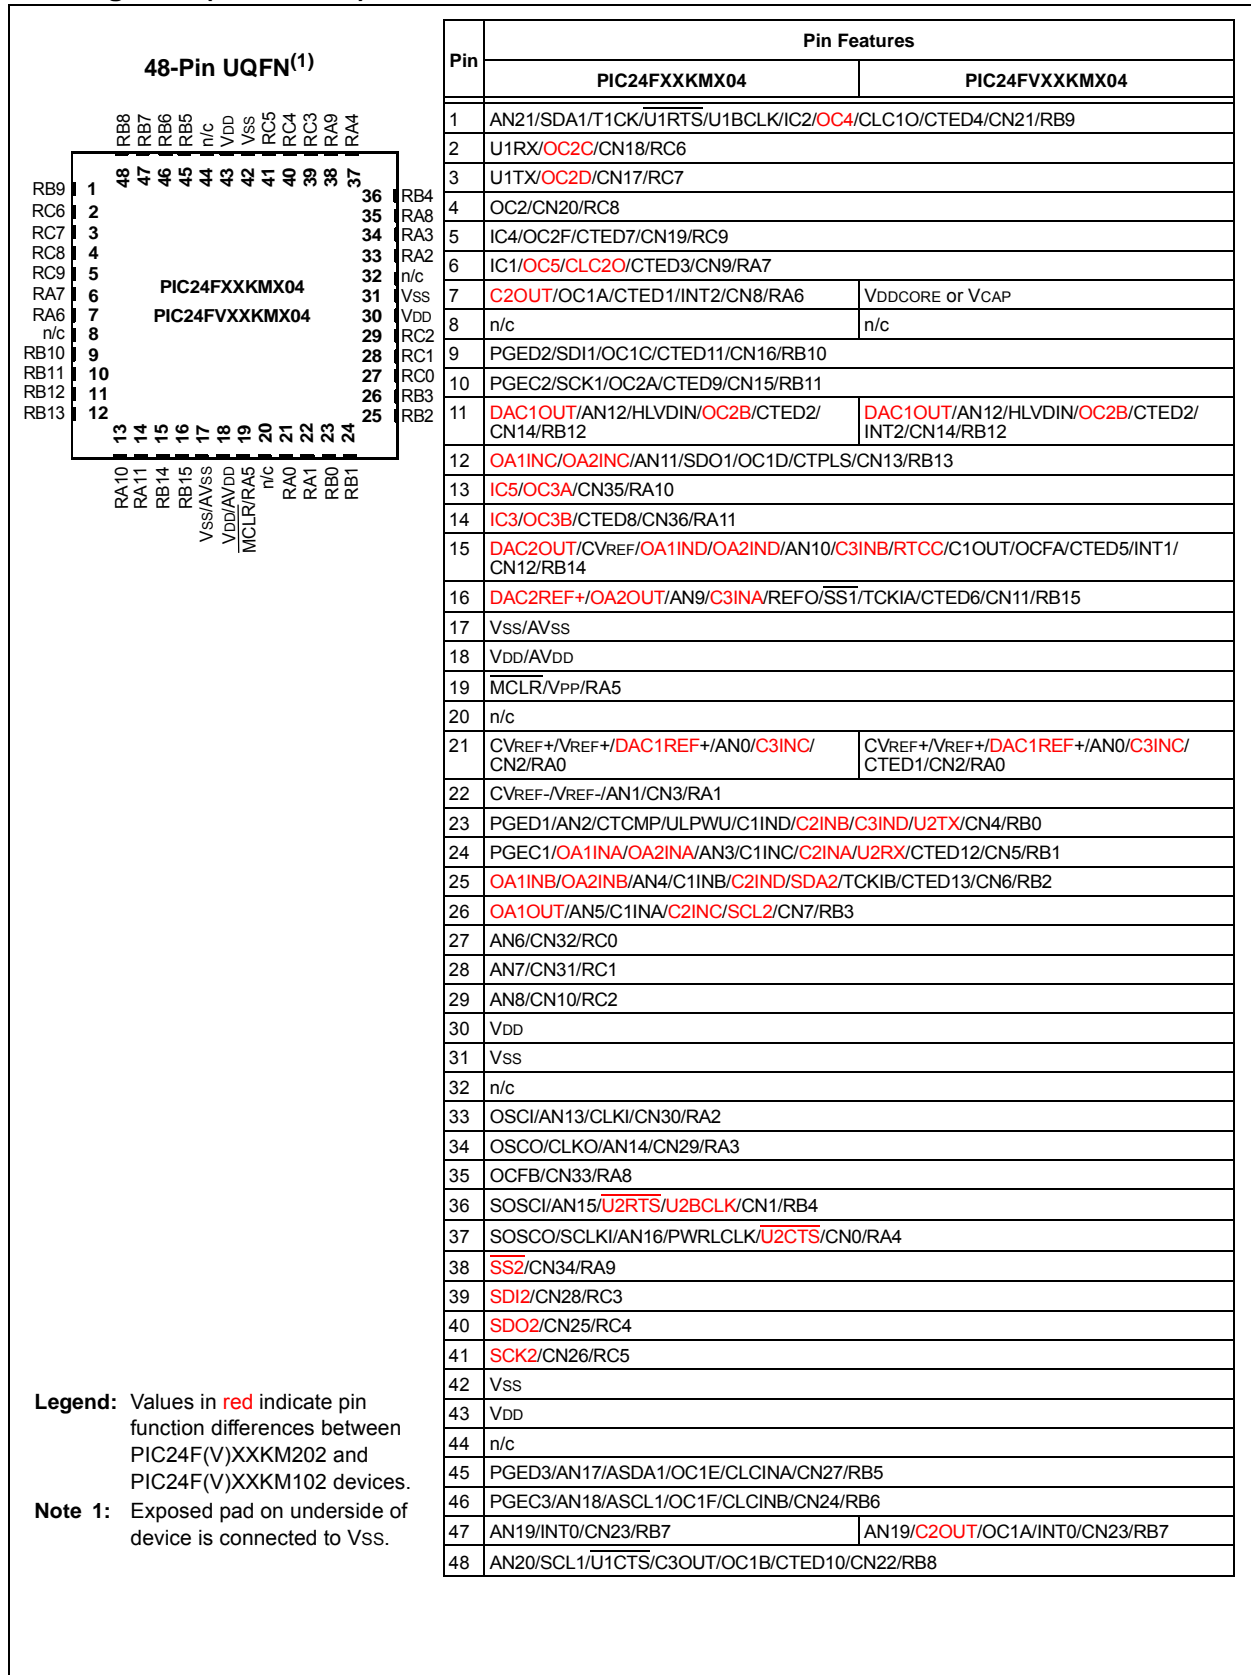 48-Pin UQFN(1)
RB8
RB7
RB6
RB5
n/c
VDD
VSS
RC5
RC4
RC3
RA9
RA4
48 47 46 45 44 43 42 41 40 39 38 37
RB9 1
RC6 2
RC7 3
RC8 4
RC9 5
RA7 6
RA6 7
n/c 8
RB10 9
RB11 10
RB12 11
RB13 12
PIC24FXXKMX04
PIC24FVXXKMX04
36 RB4
35 RA8
34 RA3
33 RA2
32 n/c
31 VSS
30 VDD
29 RC2
28 RC1
27 RC0
26 RB3
25 RB2
13 14 15 16 17 18 19 20 21 22 23 24
RA10
RA11
RB14
RB15
VSS/AVSS
VDD/AVDD
MCLR/RA5
n/c
RA0
RA1
RB0
RB1
Pin Pin Features
PIC24FXXKMX04 PIC24FVXXKMX04
1 AN21/SDA1/T1CK/U1RTS/U1BCLK/IC2/OC4/CLC1O/CTED4/CN21/RB9
2 U1RX/OC2C/CN18/RC6
3 U1TX/OC2D/CN17/RC7
4 OC2/CN20/RC8
5 IC4/OC2F/CTED7/CN19/RC9
6 IC1/OC5/CLC2O/CTED3/CN9/RA7
7 C2OUT/OC1A/CTED1/INT2/CN8/RA6 VDDCORE or VCAP
8 n/c n/c
9 PGED2/SDI1/OC1C/CTED11/CN16/RB10
10 PGEC2/SCK1/OC2A/CTED9/CN15/RB11
11 DAC1OUT/AN12/HLVDIN/OC2B/CTED2/ DAC1OUT/AN12/HLVDIN/OC2B/CTED2/
CN14/RB12 INT2/CN14/RB12
12 OA1INC/OA2INC/AN11/SDO1/OC1D/CTPLS/CN13/RB13
13 IC5/OC3A/CN35/RA10
14 IC3/OC3B/CTED8/CN36/RA11
15 DAC2OUT/CVREF/OA1IND/OA2IND/AN10/C3INB/RTCC/C1OUT/OCFA/CTED5/INT1/
CN12/RB14
16 DAC2REF+/OA2OUT/AN9/C3INA/REFO/SS1/TCKIA/CTED6/CN11/RB15
17 VSS/AVSS
18 VDD/AVDD
19 MCLR/VPP/RA5
20 n/c
21 CVREF+/VREF+/DAC1REF+/AN0/C3INC/ CVREF+/VREF+/DAC1REF+/AN0/C3INC/
CN2/RA0 CTED1/CN2/RA0
22 CVREF-/VREF-/AN1/CN3/RA1
23 PGED1/AN2/CTCMP/ULPWU/C1IND/C2INB/C3IND/U2TX/CN4/RB0
24 PGEC1/OA1INA/OA2INA/AN3/C1INC/C2INA/U2RX/CTED12/CN5/RB1
25 OA1INB/OA2INB/AN4/C1INB/C2IND/SDA2/TCKIB/CTED13/CN6/RB2
26 OA1OUT/AN5/C1INA/C2INC/SCL2/CN7/RB3
27 AN6/CN32/RC0
28 AN7/CN31/RC1
29 AN8/CN10/RC2
30 VDD
31 VSS
32 n/c
33 OSCI/AN13/CLKI/CN30/RA2
34 OSCO/CLKO/AN14/CN29/RA3
35 OCFB/CN33/RA8
36 SOSCI/AN15/U2RTS/U2BCLK/CN1/RB4
37 SOSCO/SCLKI/AN16/PWRLCLK/U2CTS/CN0/RA4
38 SS2/CN34/RA9
39 SDI2/CN28/RC3
40 SDO2/CN25/RC4
41 SCK2/CN26/RC5
42 VSS
43 VDD
44 n/c
45 PGED3/AN17/ASDA1/OC1E/CLCINA/CN27/RB5
46 PGEC3/AN18/ASCL1/OC1F/CLCINB/CN24/RB6
47 AN19/INT0/CN23/RB7 AN19/C2OUT/OC1A/INT0/CN23/RB7
48 AN20/SCL1/U1CTS/C3OUT/OC1B/CTED10/CN22/RB8
Legend: Values in red indicate pin
function differences between
PIC24F(V)XXKM202 and
PIC24F(V)XXKM102 devices.
Note 1: Exposed pad on underside of
device is connected to VSS.